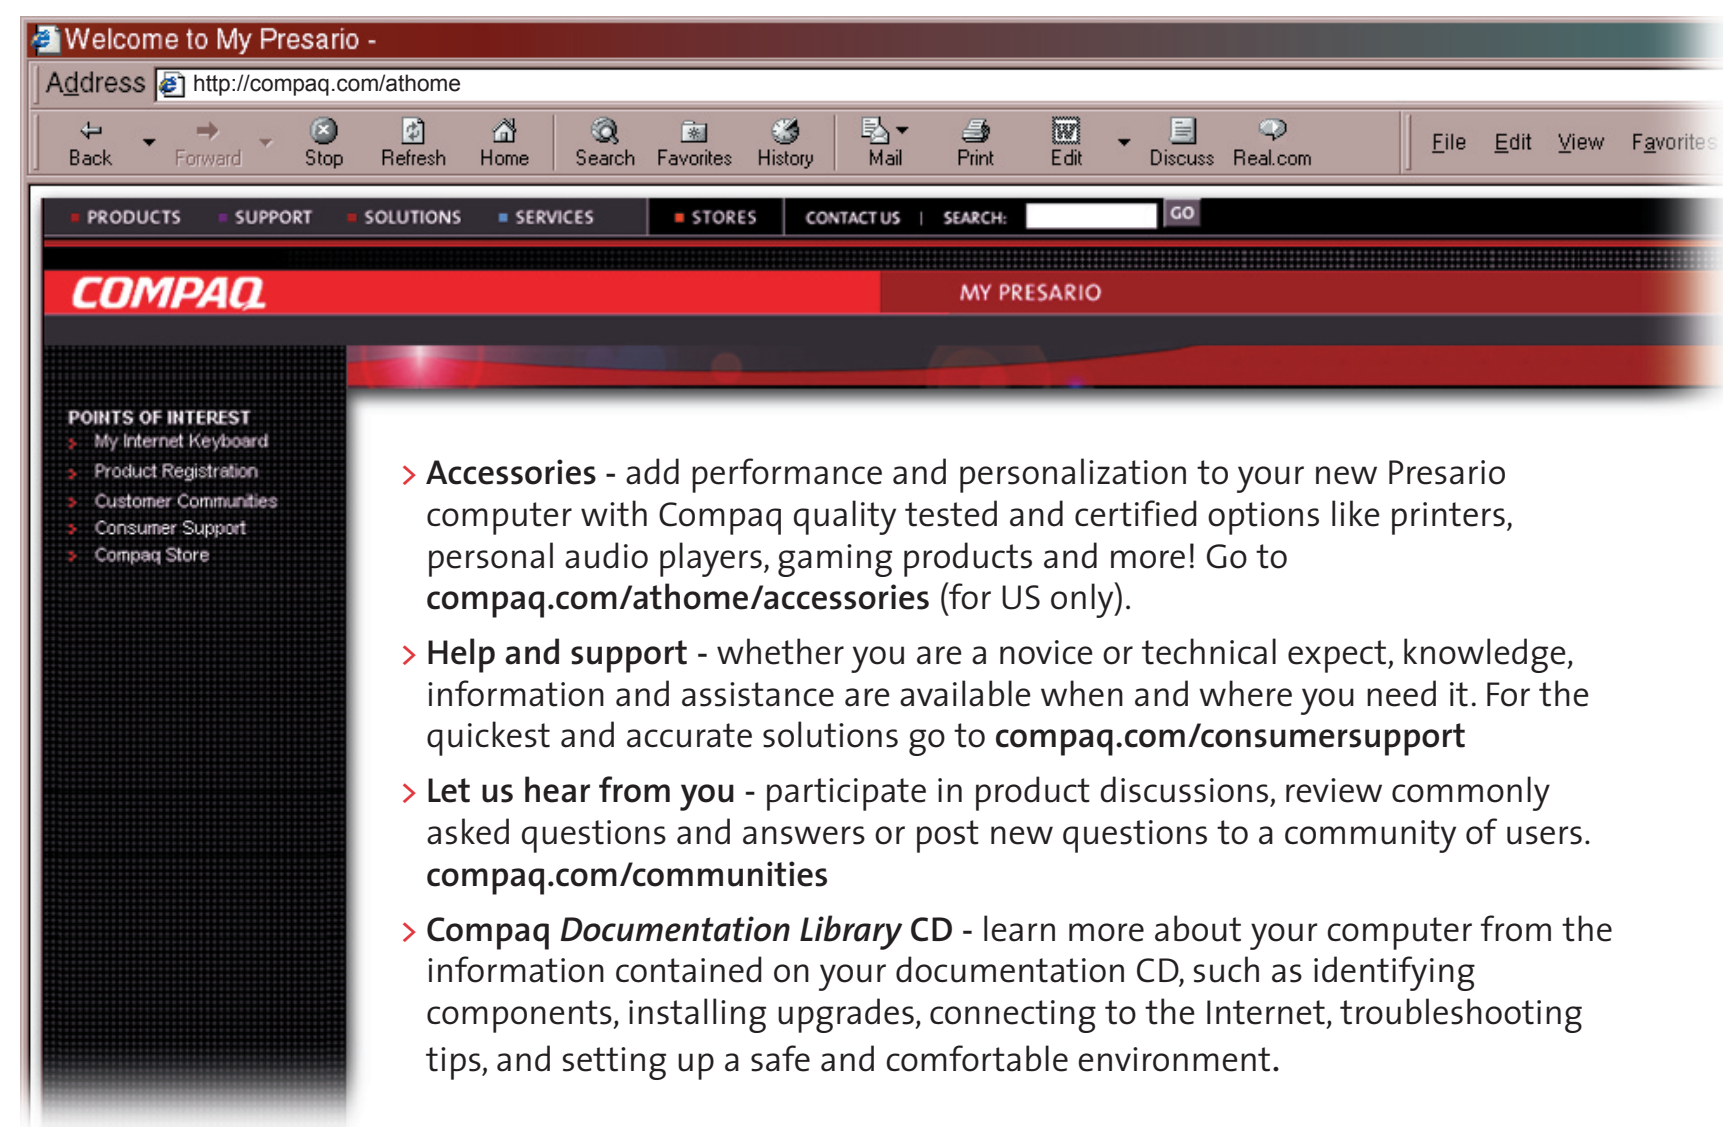 Welcome to My Presario -
Address http://compaq.com/athome
Back Forward Stop Refresh Home Search Favorites History Mail Print Edit Discuss Real.com File Edit View Favorites
PRODUCTS SUPPORT SOLUTIONS SERVICES STORES CONTACT US | SEARCH: GO
COMPAQ MY PRESARIO
POINTS OF INTEREST
> My Internet Keyboard
> Product Registration
> Customer Communities
> Consumer Support
> Compaq Store
> Accessories - add performance and personalization to your new Presario
computer with Compaq quality tested and certified options like printers,
personal audio players, gaming products and more! Go to
compaq.com/athome/accessories (for US only).
> Help and support - whether you are a novice or technical expect, knowledge,
information and assistance are available when and where you need it. For the
quickest and accurate solutions go to compaq.com/consumersupport
> Let us hear from you - participate in product discussions, review commonly
asked questions and answers or post new questions to a community of users.
compaq.com/communities
> Compaq Documentation Library CD - learn more about your computer from the
information contained on your documentation CD, such as identifying
components, installing upgrades, connecting to the Internet, troubleshooting
tips, and setting up a safe and comfortable environment.